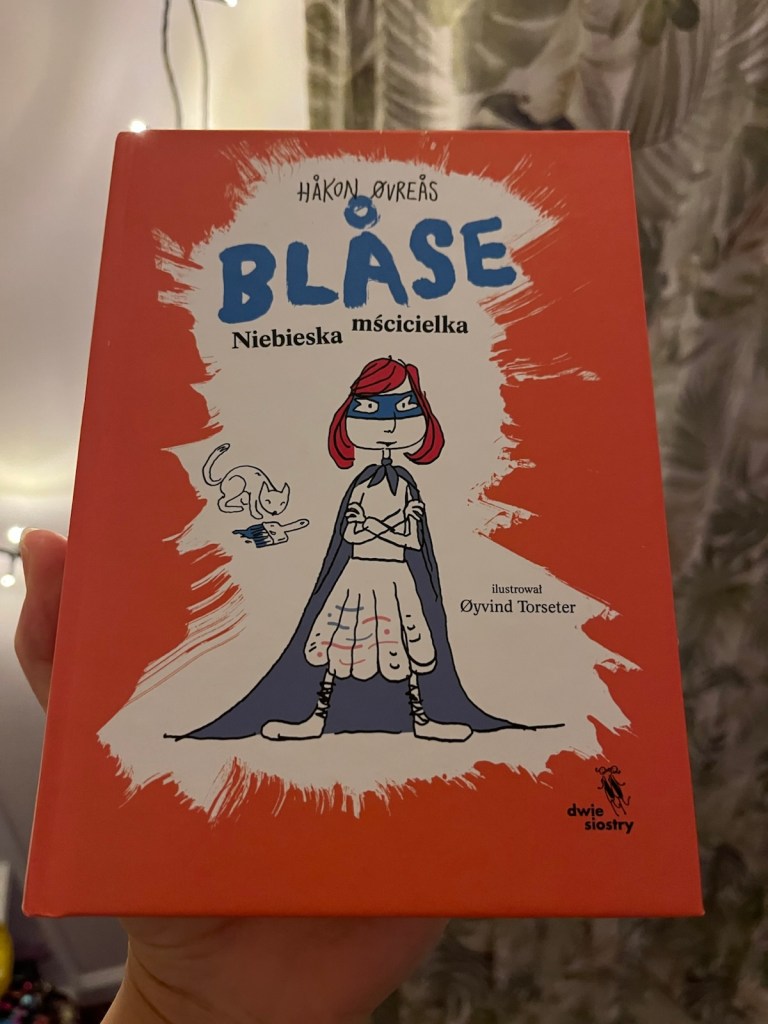 HÅKON ØVREÅS
BLÅSE
Niebieska mścicielka
ilustrował
Øyvind Torseter
dwie
siostry